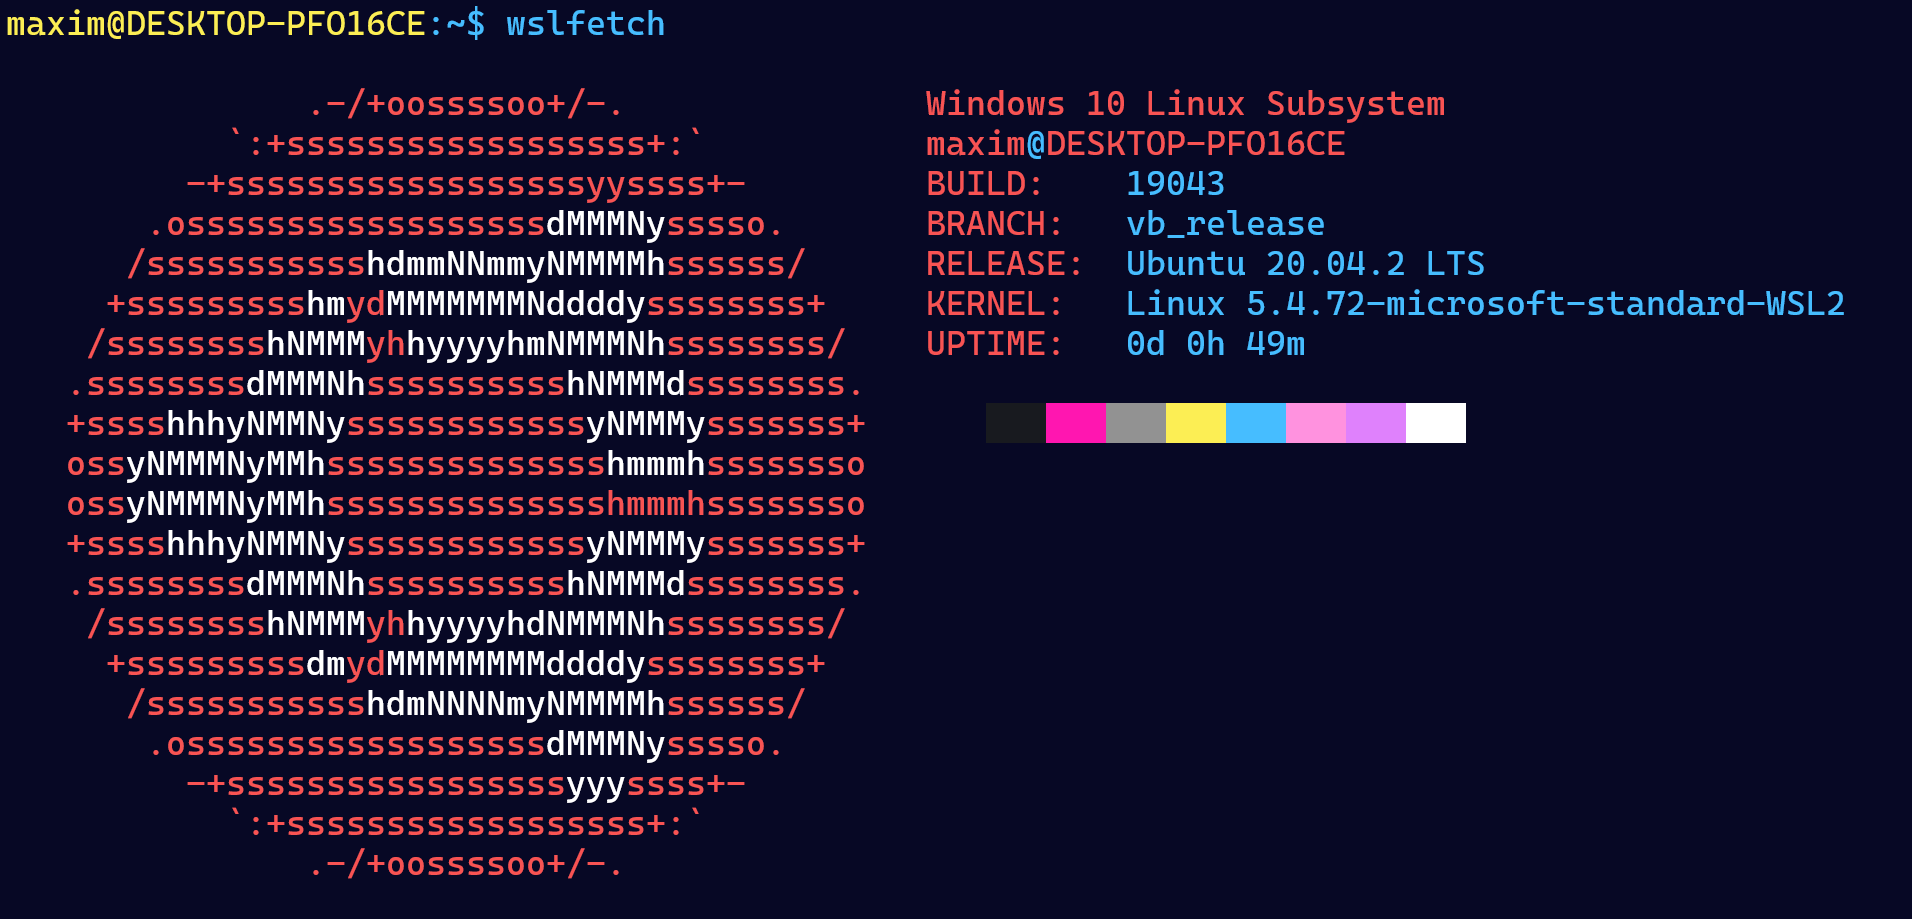 maxim@DESKTOP-PFO16CE:~$ wslfetch
.-/+oossssoo+/-.
Windows 10 Linux Subsystem
`:+ssssssssssssssssss+:`
maxim@DESKTOP-PFO16CE
-+ssssssssssssssssssyyssss+-
BUILD: 19043
.ossssssssssssssssssdMMMNysssso.
BRANCH: vb_release
/ssssssssssshdmmNNmmyNMMMMhssssss/
RELEASE: Ubuntu 20.04.2 LTS
+ssssssssshmydMMMMMMMNddddyssssssss+
KERNEL: Linux 5.4.72-microsoft-standard-WSL2
/sssssssshNMMMyhhyyyyhmNMMMNhssssssss/
UPTIME: 0d 0h 49m
.ssssssssdMMMNhsssssssssshNMMMdssssssss.
+sssshhhyNMMNyssssssssssssyNMMMysssssss+
ossyNMMMNyMMhsssssssssssssshmmmhssssssso
ossyNMMMNyMMhsssssssssssssshmmmhssssssso
+sssshhhyNMMNyssssssssssssyNMMMysssssss+
.ssssssssdMMMNhsssssssssshNMMMdssssssss.
/sssssssshNMMMyhhyyyyhdNMMMNhssssssss/
+sssssssssdmydMMMMMMMMddddyssssssss+
/ssssssssssshdmNNNNmyNMMMMhssssss/
.ossssssssssssssssssdMMMNysssso.
-+sssssssssssssssssyyyssss+-
`:+ssssssssssssssssss+:`
.-/+oossssoo+/-.